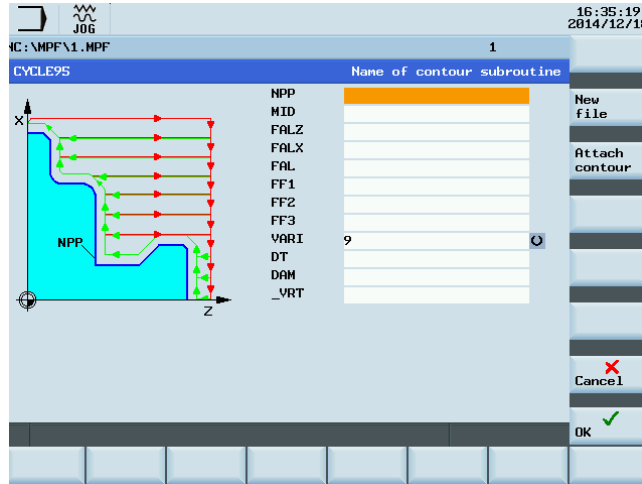 JOG
16:35:19
2014/12/1
NC:\MPF\1.MPF
1
CYCLE95
Name of contour subroutine
X
NPP
Z
NPP
MID
FALZ
FALX
FAL
FF1
FF2
FF3
VARI 9
DT
DAM
_VRT
New
file
Attach
contour
Cancel
OK